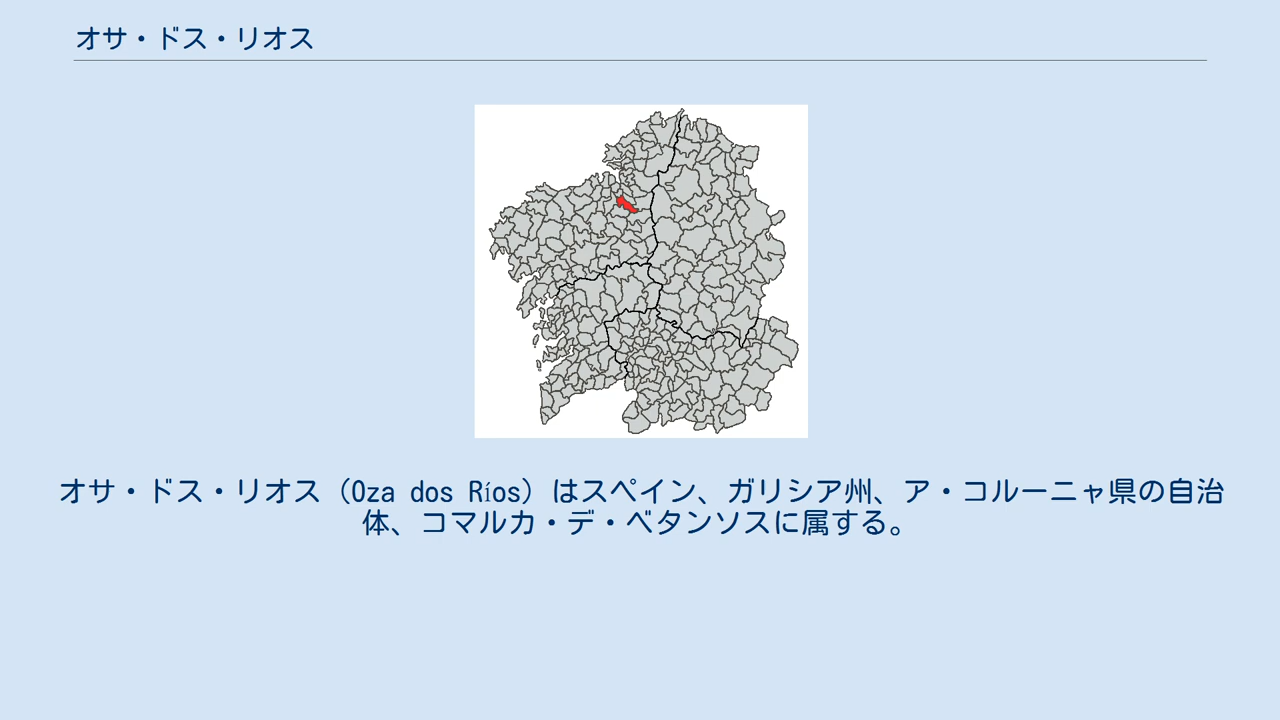 オサ・ドス・リオス
オサ・ドス・リオス（Oza dos Ríos）はスペイン、ガリシア州、ア・コルーニャ県の自治
体、コマルカ・デ・ベタンソスに属する。